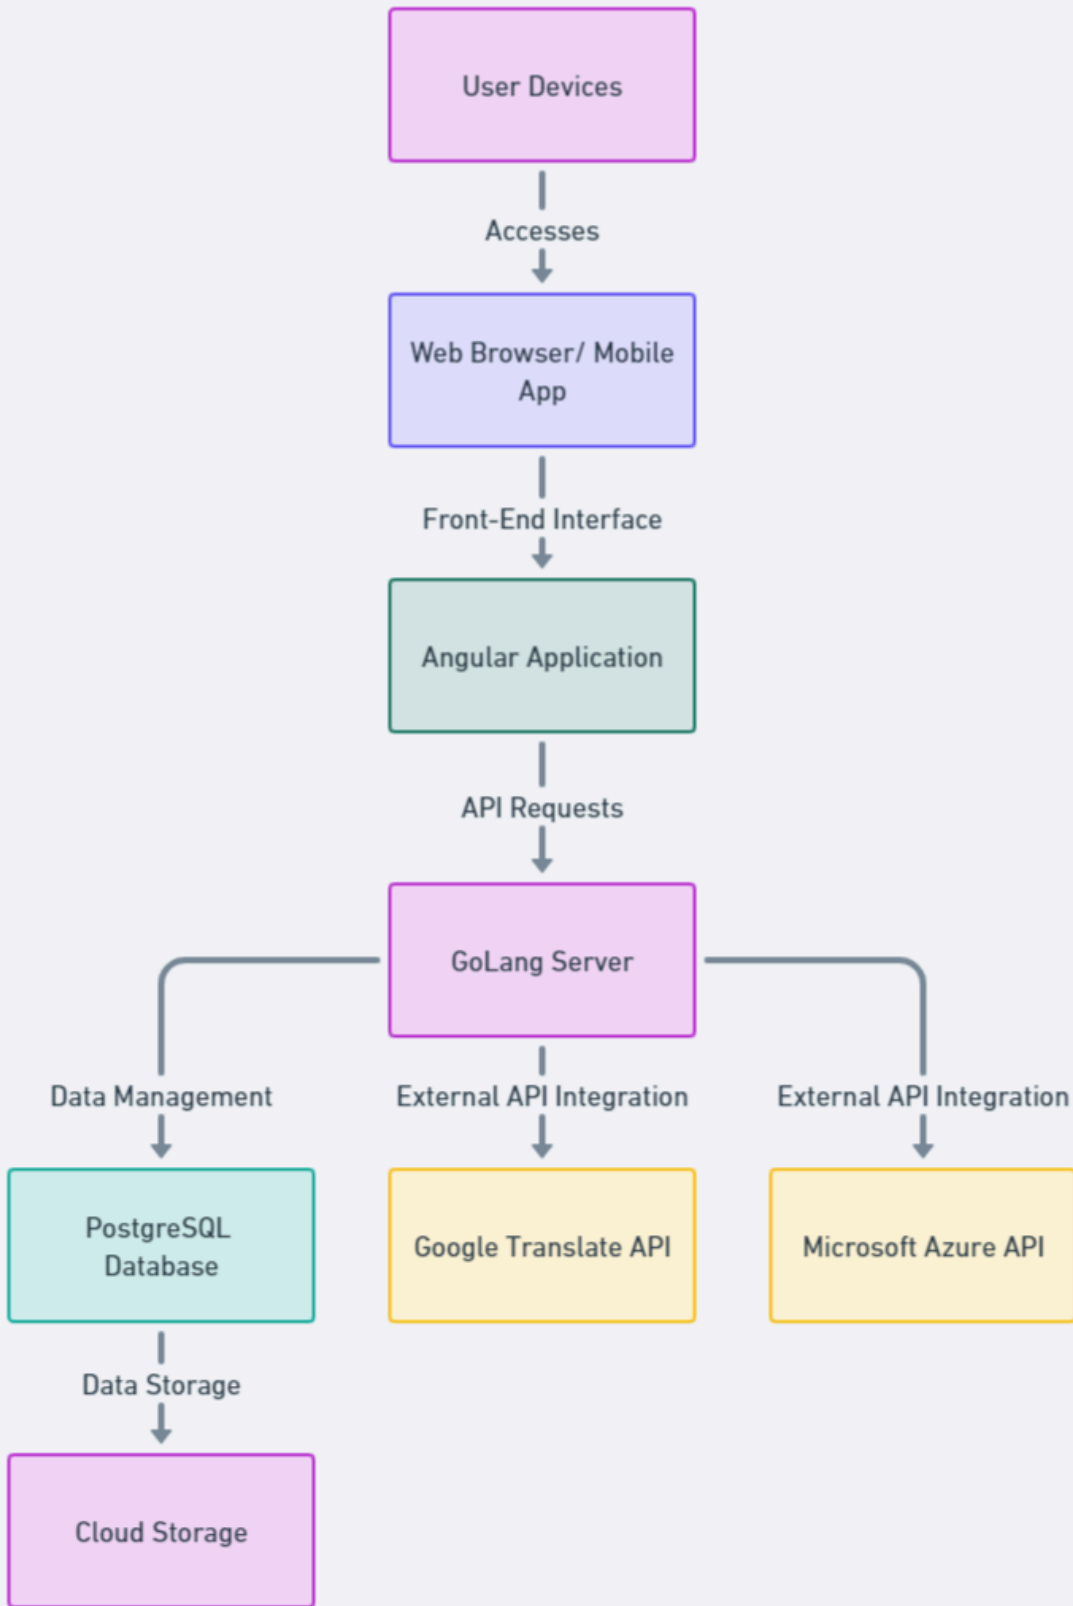 User Devices
Accesses
Web Browser/ Mobile
App
Front-End Interface
Angular Application
API Requests
GoLang Server
Data Management
External API Integration
External API Integration
PostgreSQL
Database
Google Translate API
Microsoft Azure API
Data Storage
Cloud Storage